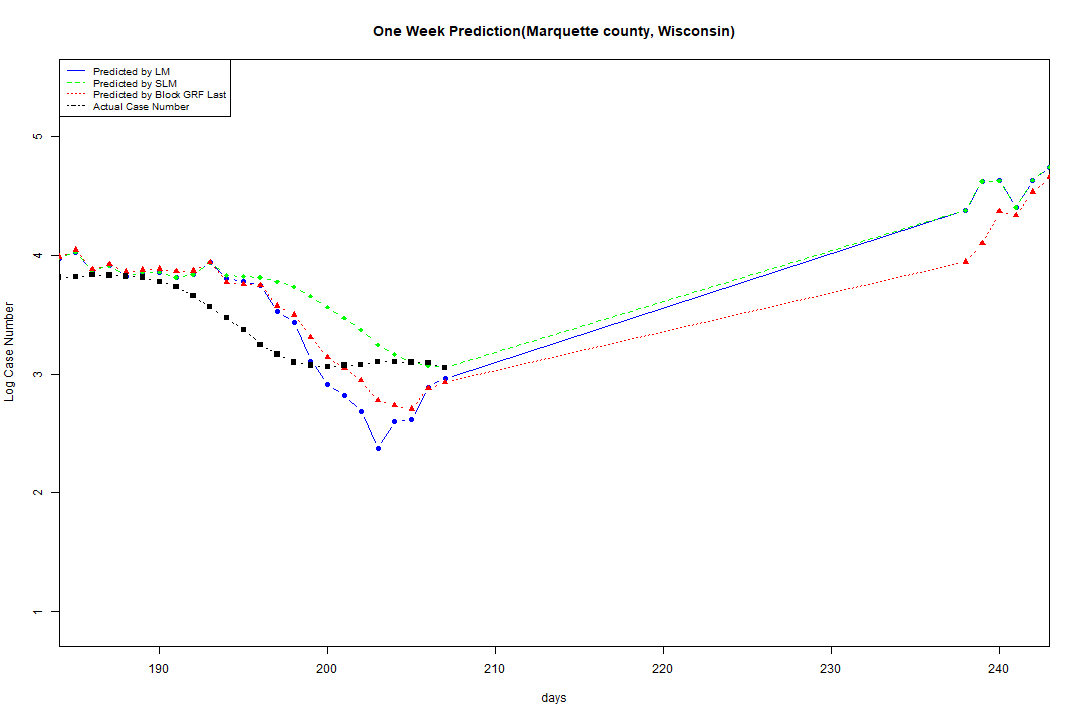 One Week Prediction(Marquette county, Wisconsin)
Predicted by LM
Predicted by SLM
Predicted by Block GRF Last
Actual Case Number
5
4
3
2
1
Log Case Number
190 200 210 220 230 240
days